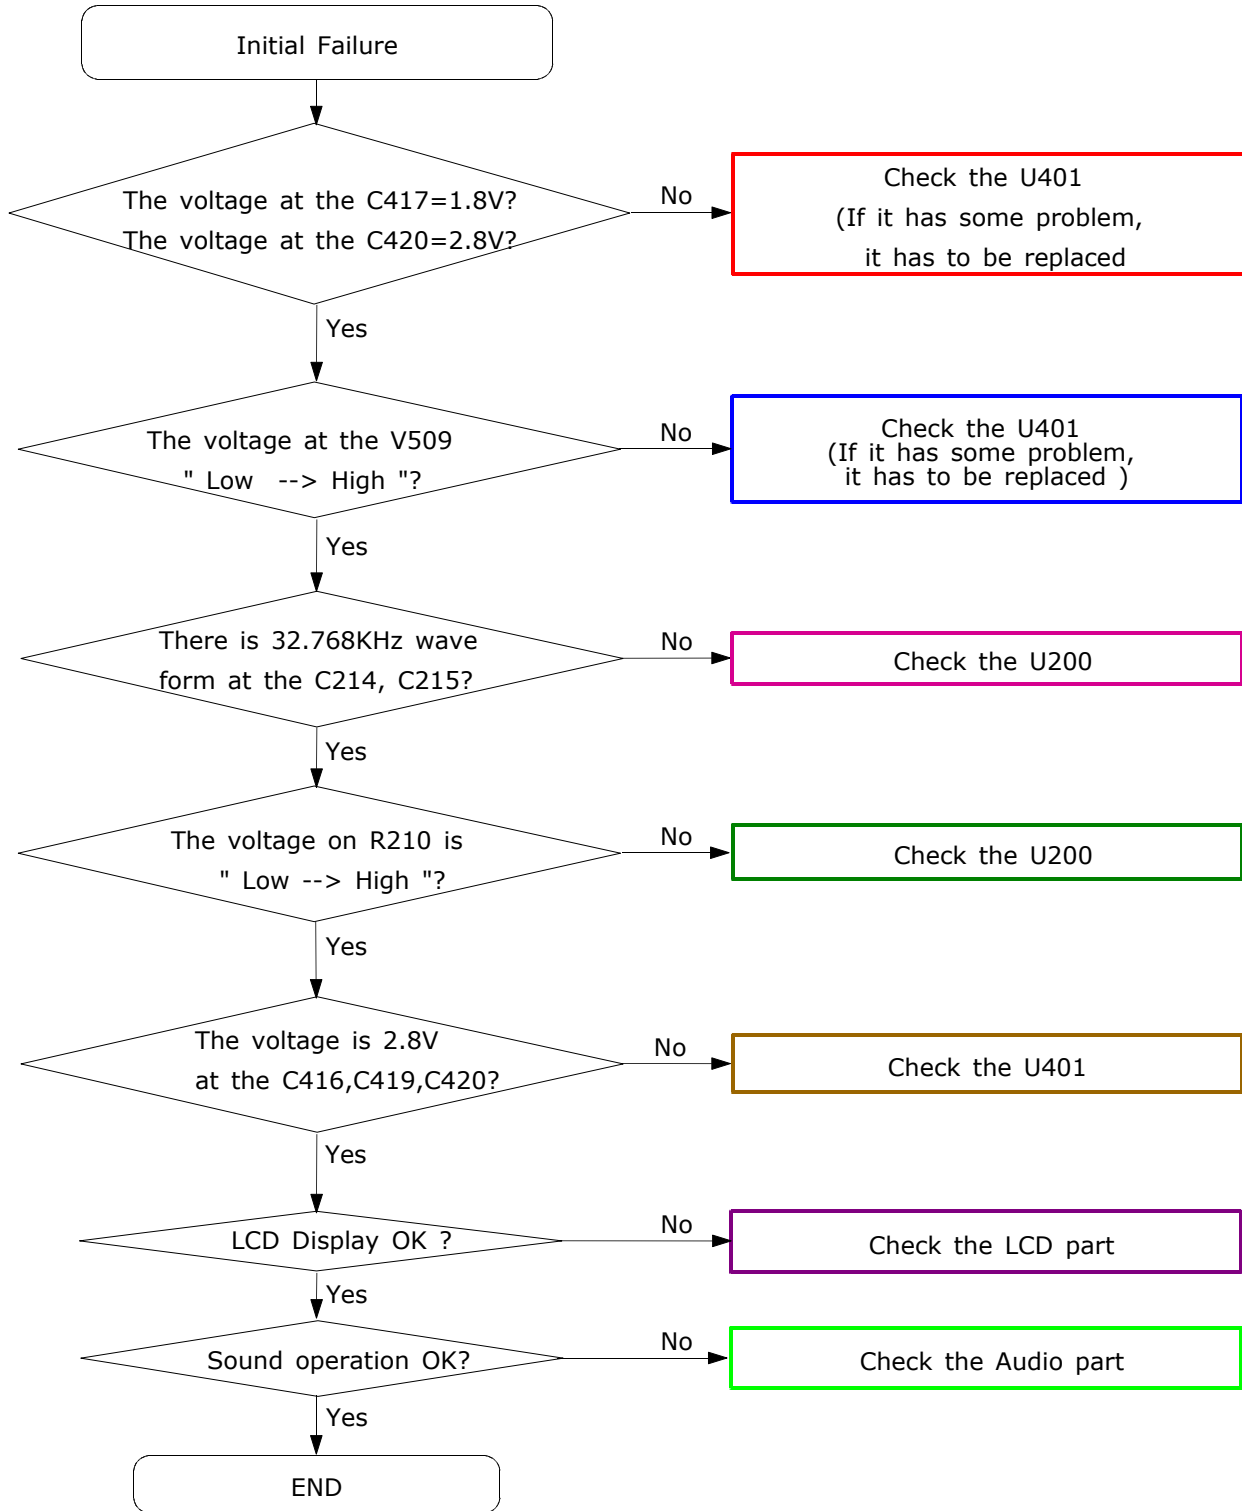 Initial Failure
The voltage at the C417=1.8V?
The voltage at the C420=2.8V?
No
Check the U401
(If it has some problem,
it has to be replaced
Yes
The voltage at the V509
" Low --> High "?
No
Check the U401
(If it has some problem,
it has to be replaced )
Yes
There is 32.768KHz wave
form at the C214, C215?
No
Check the U200
Yes
The voltage on R210 is
" Low --> High "?
No
Check the U200
Yes
The voltage is 2.8V
at the C416,C419,C420?
No
Check the U401
Yes
LCD Display OK ?
No
Check the LCD part
Yes
Sound operation OK?
No
Check the Audio part
Yes
END